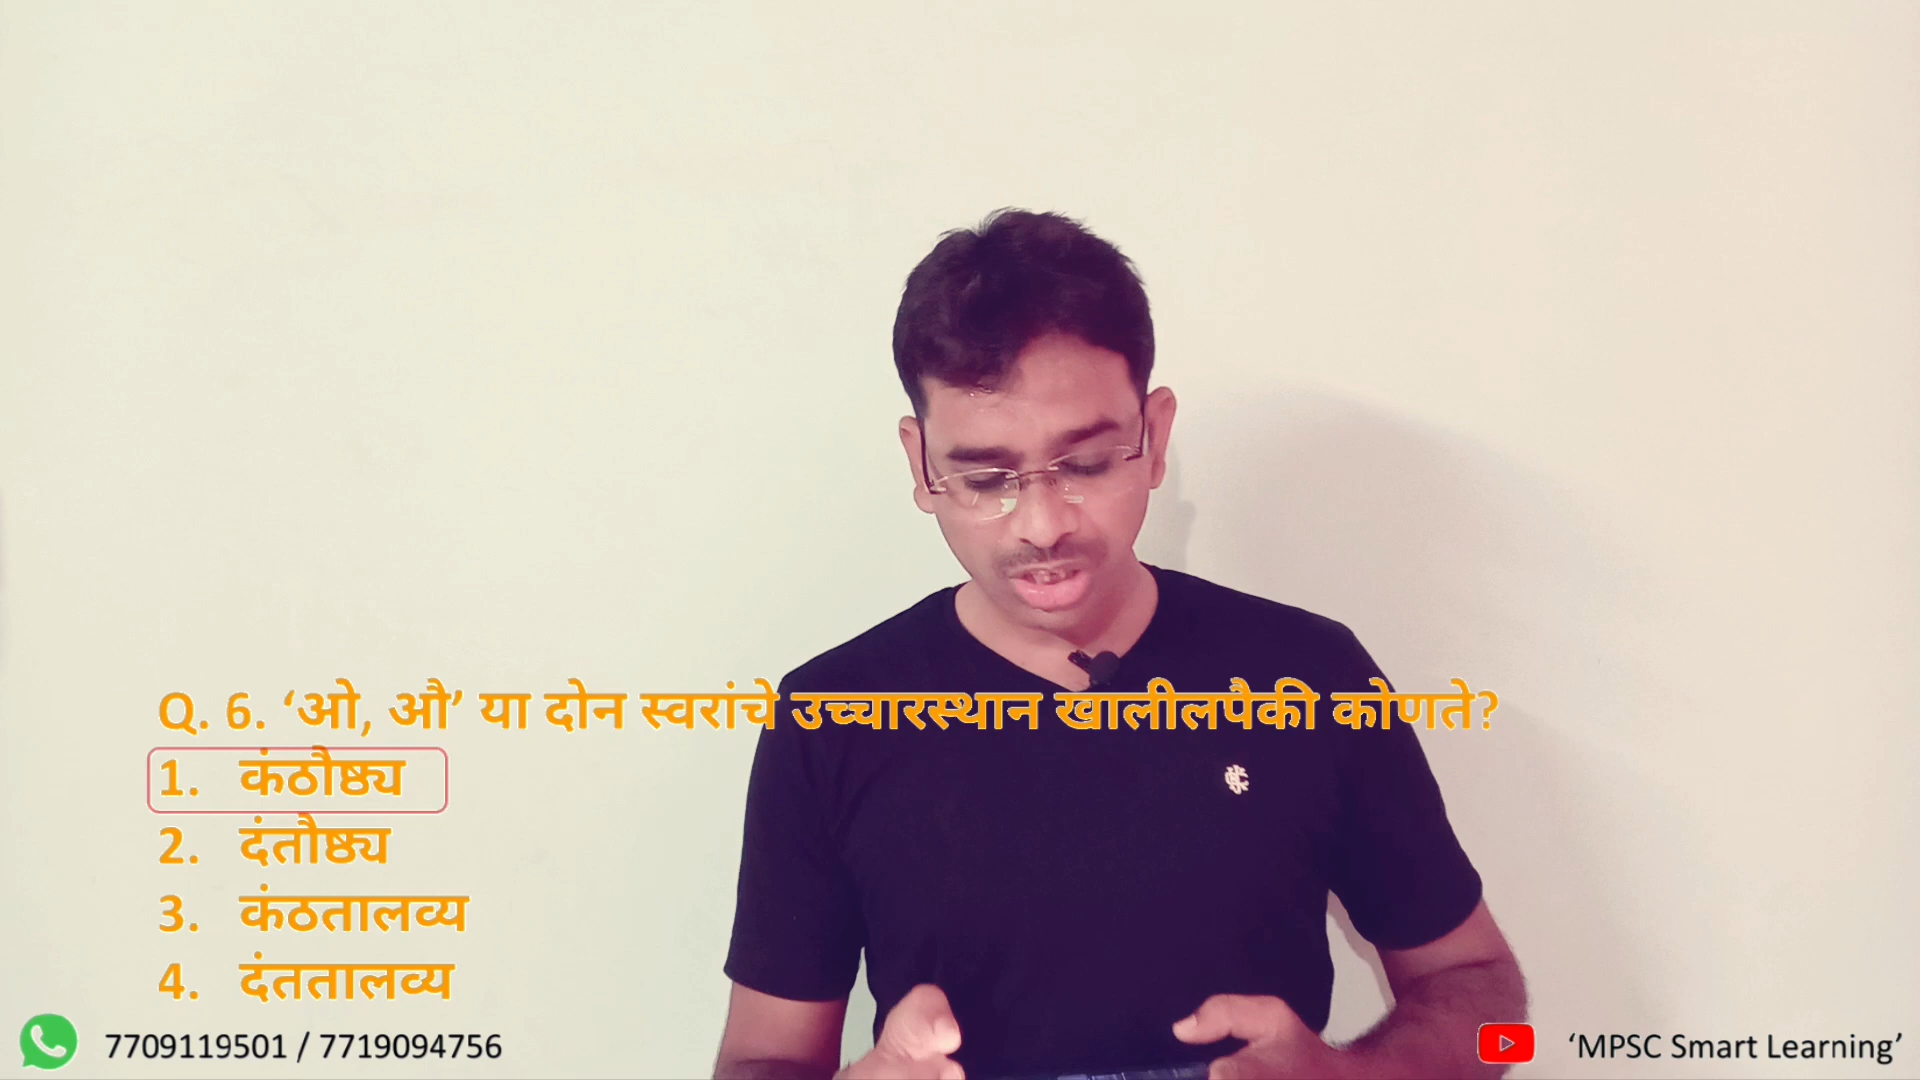 Q. 6. ‘ओ, औ’ या दोन स्वरांचे उच्चारस्थान खालीलपैकी कोणते?
1. कंठौष्ठ्य
2. दंतौष्ठ्य
3. कंठतालव्य
4. दंततालव्य
7709119501 / 7719094756
‘MPSC Smart Learning’